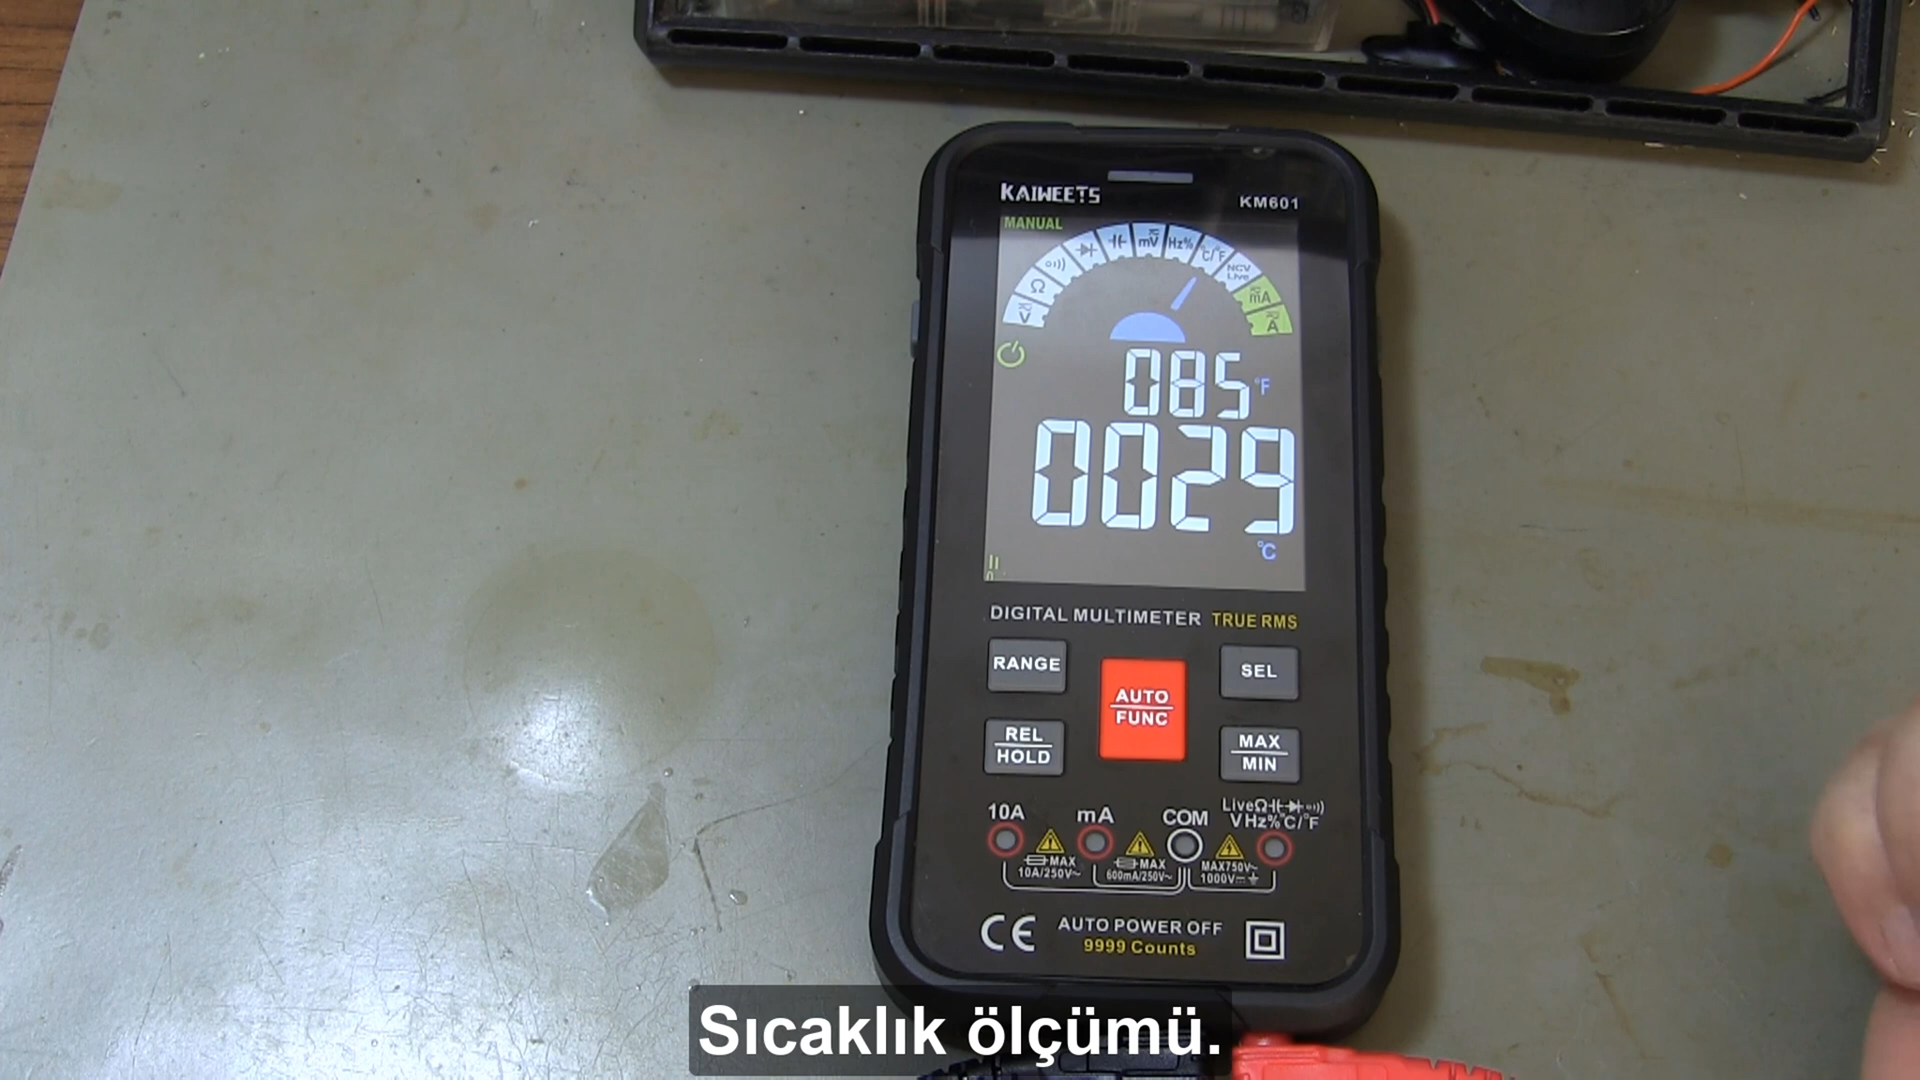 KAIWEETS KM601
MANUAL
V Ω mV Hz% °C/°F NCV Live mA A
085 °F
0029
°C
DIGITAL MULTIMETER TRUE RMS
RANGE
SEL
AUTO
FUNC
REL
HOLD
MAX
MIN
10A mA COM
LiveΩ
VHz%°C/°F
MAX
10A/250V~
MAX
600mA/250V~
MAX750V~
1000V⎓
CE
AUTO POWER OFF
9999 Counts
Sıcaklık ölçümü.